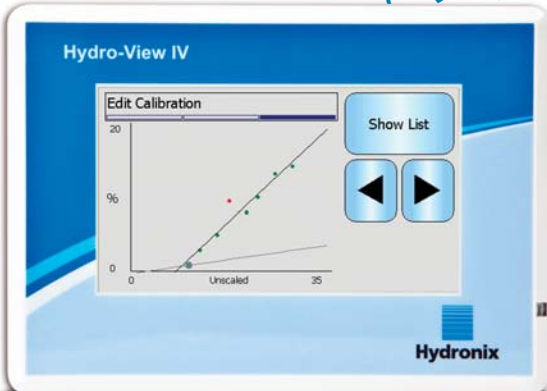 Hydro-View IV
Edit Calibration
Show List
20
%
0
0 Unscaled 35
Hydronix